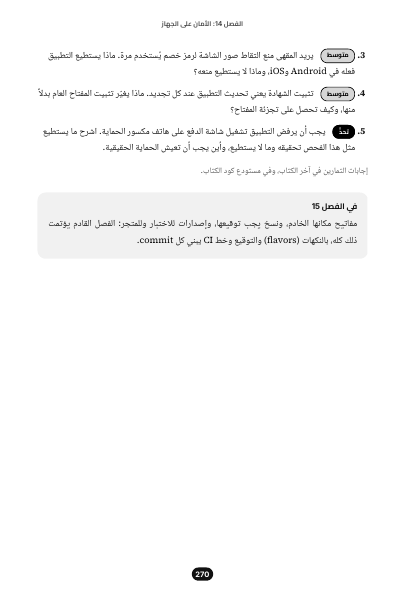 الفصل 14: الأمان على الجهاز
3. متوسط يريد المقهى منع التقاط صور الشاشة لرمز خصم يُستخدم مرة. ماذا يستطيع التطبيق
فعله في Android وiOS، وماذا لا يستطيع منعه؟
4. متوسط تثبيت الشهادة يعني تحديث التطبيق عند كل تجديد. ماذا يغيّر تثبيت المفتاح العام بدلاً
منها، وكيف تحصل على تجزئة المفتاح؟
5. تحدٍّ يجب أن يرفض التطبيق تشغيل شاشة الدفع على هاتف مكسور الحماية. اشرح ما يستطيع
مثل هذا الفحص تحقيقه وما لا يستطيع، وأين يجب أن تعيش الحماية الحقيقية.
إجابات التمارين في آخر الكتاب، وفي مستودع كود الكتاب.
في الفصل 15
مفاتيح مكانها الخادم، ونسخ يجب توقيعها، وإصدارات للاختبار وللمتجر: الفصل القادم يؤتمت
ذلك كله، بالنكهات (flavors) والتوقيع وخط CI يبني كل commit.
270